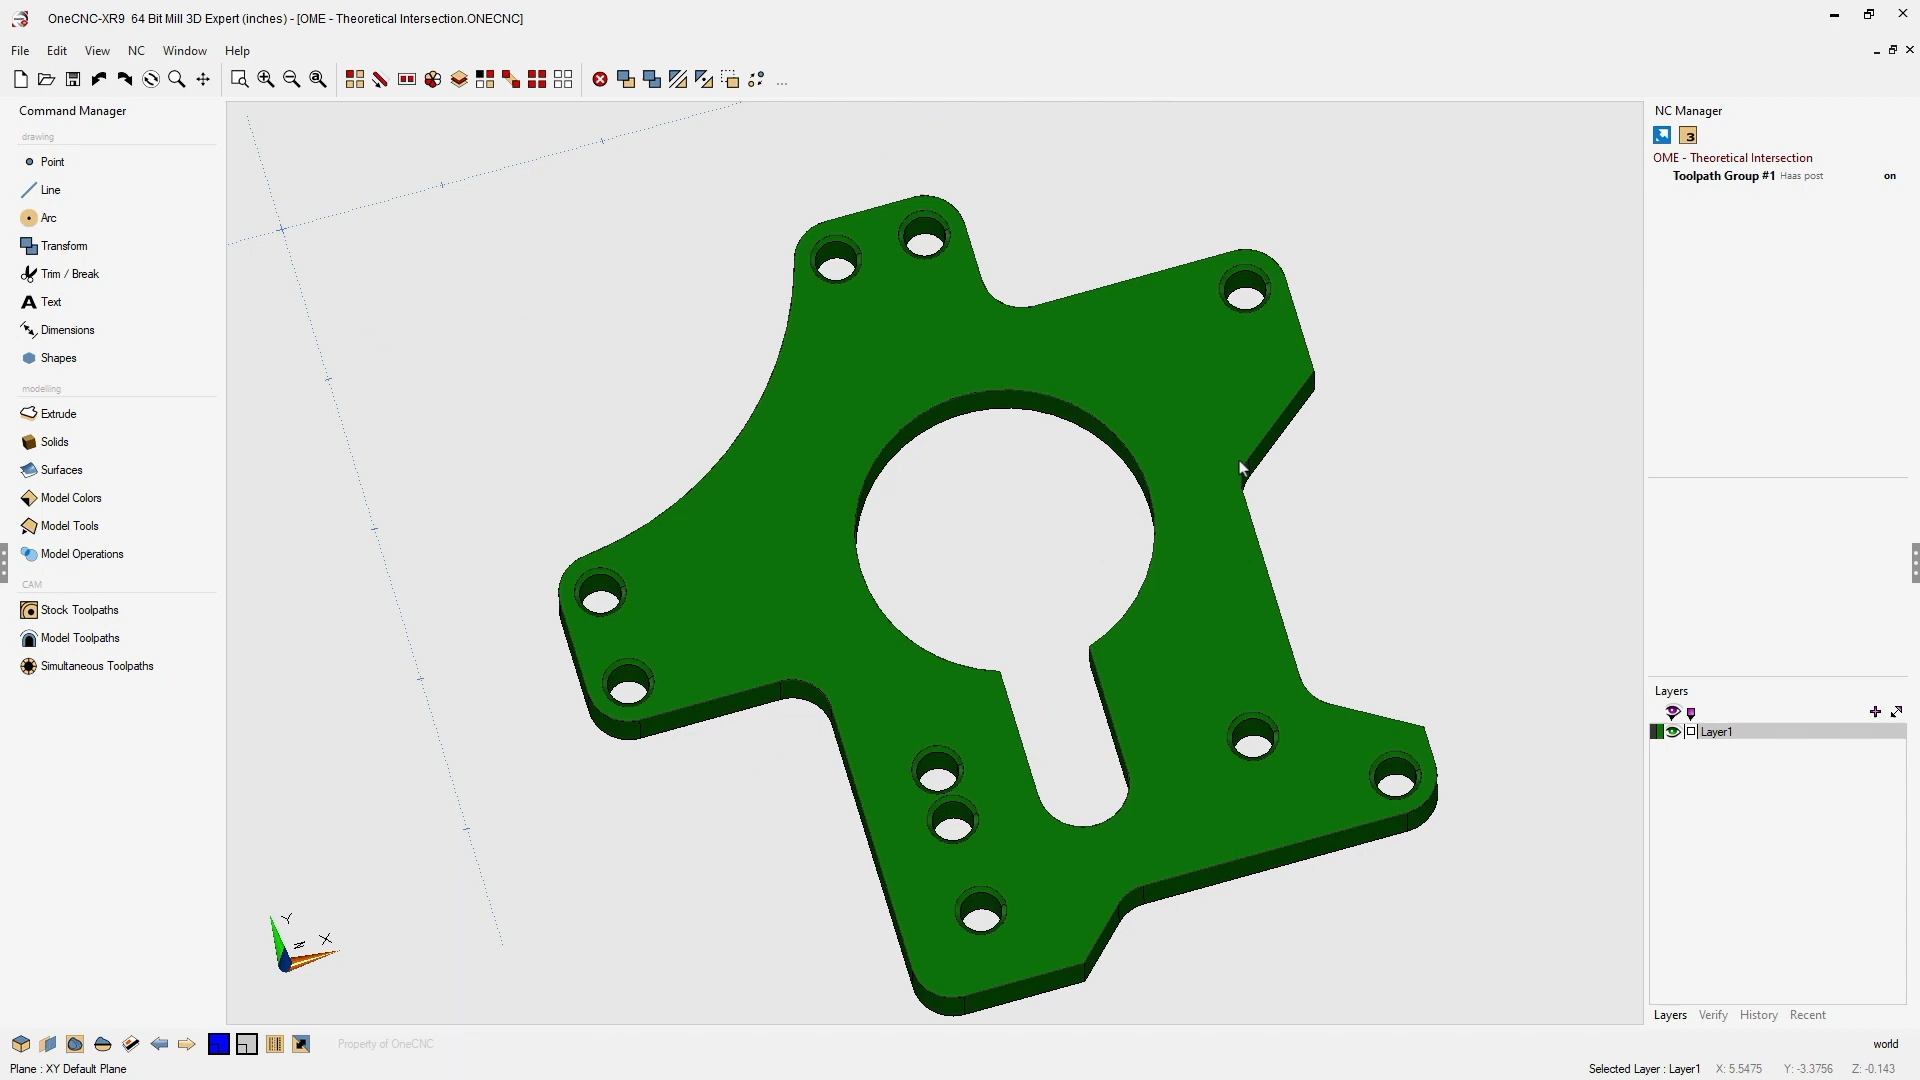 OneCNC-XR9 64 Bit Mill 3D Expert (inches) - [OME - Theoretical Intersection.ONECNC]
File Edit View NC Window Help
...
Command Manager
drawing
Point
Line
Arc
Transform
Trim / Break
Text
Dimensions
Shapes
modelling
Extrude
Solids
Surfaces
Model Colors
Model Tools
Model Operations
CAM
Stock Toolpaths
Model Toolpaths
Simultaneous Toolpaths
Y
Z X
NC Manager
3
OME - Theoretical Intersection
Toolpath Group #1 Haas post on
Layers
Layer1
Layers Verify History Recent
Property of OneCNC
world
Plane : XY Default Plane
Selected Layer : Layer1 X: 5.5475 Y: -3.3756 Z: -0.143